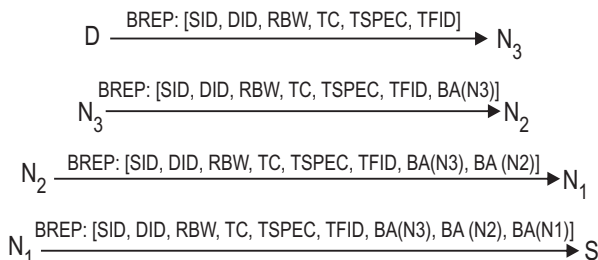 BREP: [SID, DID, RBW, TC, TSPEC, TFID]
D N₃
BREP: [SID, DID, RBW, TC, TSPEC, TFID, BA(N3)]
N₃ N₂
BREP: [SID, DID, RBW, TC, TSPEC, TFID, BA(N3), BA (N2)]
N₂ N₁
BREP: [SID, DID, RBW, TC, TSPEC, TFID, BA(N3), BA (N2), BA(N1)]
N₁ S